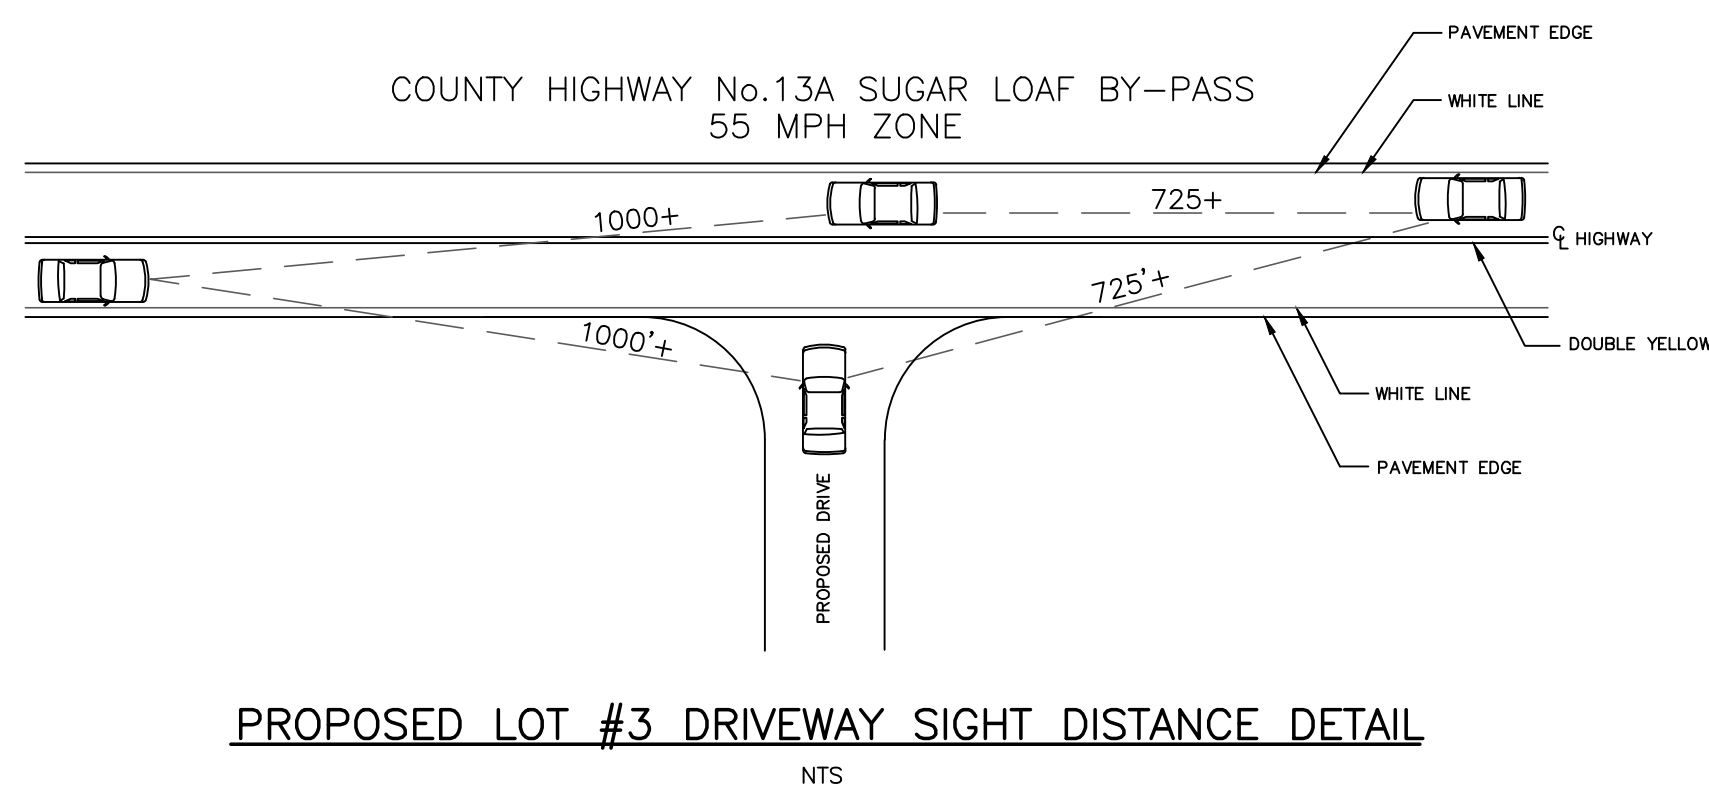 PAVEMENT EDGE
COUNTY HIGHWAY No.13A SUGAR LOAF BY-PASS
WHITE LINE
55 MPH ZONE
1000+
725+
℄ HIGHWAY
725'+
1000'+
DOUBLE YELLOW
WHITE LINE
PAVEMENT EDGE
PROPOSED DRIVE
PROPOSED LOT #3 DRIVEWAY SIGHT DISTANCE DETAIL
NTS